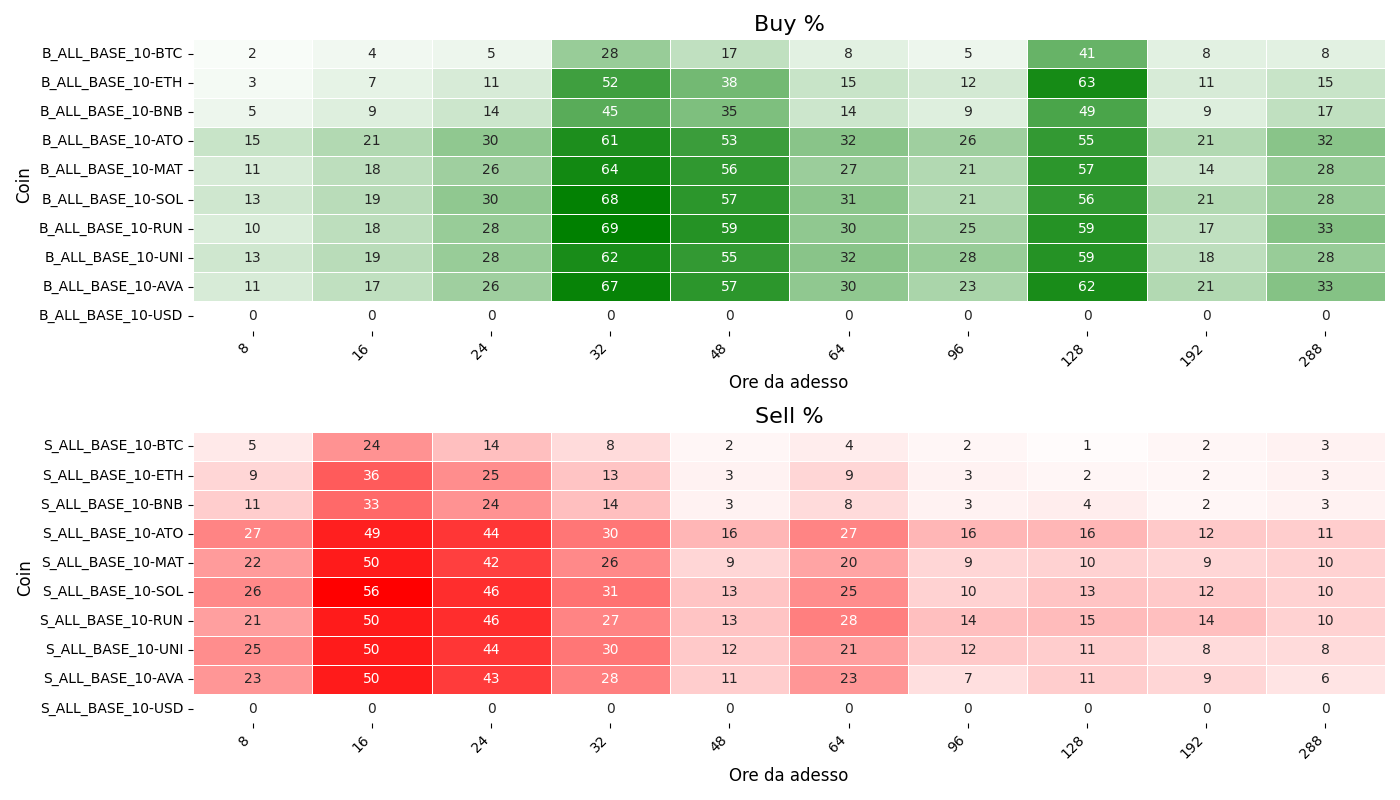 Buy %
Coin
B_ALL_BASE_10-BTC 2 4 5 28 17 8 5 41 8 8
B_ALL_BASE_10-ETH 3 7 11 52 38 15 12 63 11 15
B_ALL_BASE_10-BNB 5 9 14 45 35 14 9 49 9 17
B_ALL_BASE_10-ATO 15 21 30 61 53 32 26 55 21 32
B_ALL_BASE_10-MAT 11 18 26 64 56 27 21 57 14 28
B_ALL_BASE_10-SOL 13 19 30 68 57 31 21 56 21 28
B_ALL_BASE_10-RUN 10 18 28 69 59 30 25 59 17 33
B_ALL_BASE_10-UNI 13 19 28 62 55 32 28 59 18 28
B_ALL_BASE_10-AVA 11 17 26 67 57 30 23 62 21 33
B_ALL_BASE_10-USD 0 0 0 0 0 0 0 0 0 0
8 16 24 32 48 64 96 128 192 288
Ore da adesso
Sell %
Coin
S_ALL_BASE_10-BTC 5 24 14 8 2 4 2 1 2 3
S_ALL_BASE_10-ETH 9 36 25 13 3 9 3 2 2 3
S_ALL_BASE_10-BNB 11 33 24 14 3 8 3 4 2 3
S_ALL_BASE_10-ATO 27 49 44 30 16 27 16 16 12 11
S_ALL_BASE_10-MAT 22 50 42 26 9 20 9 10 9 10
S_ALL_BASE_10-SOL 26 56 46 31 13 25 10 13 12 10
S_ALL_BASE_10-RUN 21 50 46 27 13 28 14 15 14 10
S_ALL_BASE_10-UNI 25 50 44 30 12 21 12 11 8 8
S_ALL_BASE_10-AVA 23 50 43 28 11 23 7 11 9 6
S_ALL_BASE_10-USD 0 0 0 0 0 0 0 0 0 0
8 16 24 32 48 64 96 128 192 288
Ore da adesso